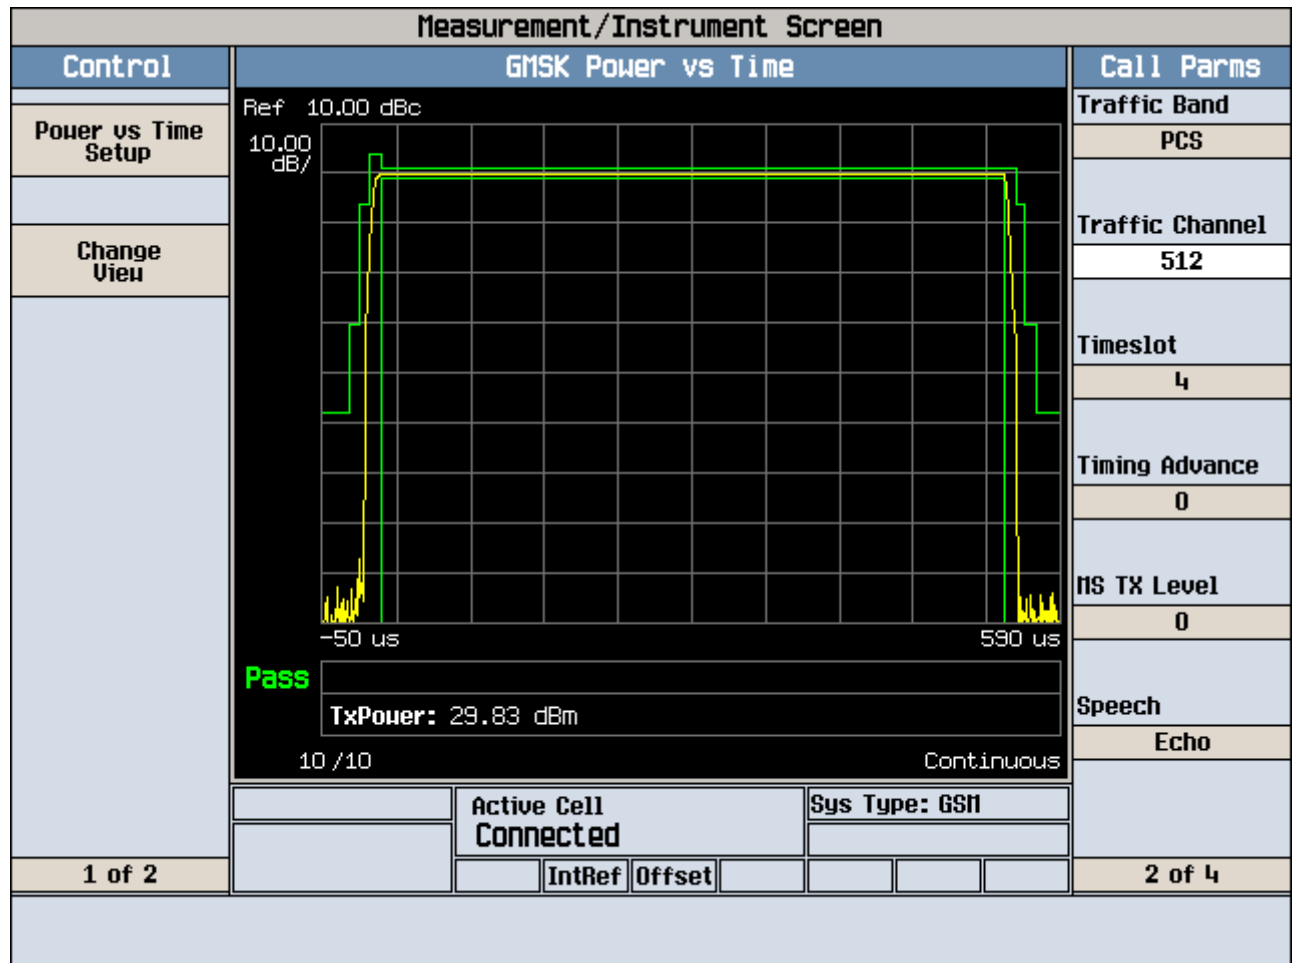 Measurement/Instrument Screen
Control
Power vs Time
Setup
Change
View
1 of 2
GMSK Power vs Time
Ref 10.00 dBc
10.00
dB/
-50 us
590 us
Pass
TxPower: 29.83 dBm
10/10
Continuous
Active Cell
Connected
Sys Type: GSM
IntRef
Offset
Call Parms
Traffic Band
PCS
Traffic Channel
512
Timeslot
4
Timing Advance
0
MS TX Level
0
Speech
Echo
2 of 4